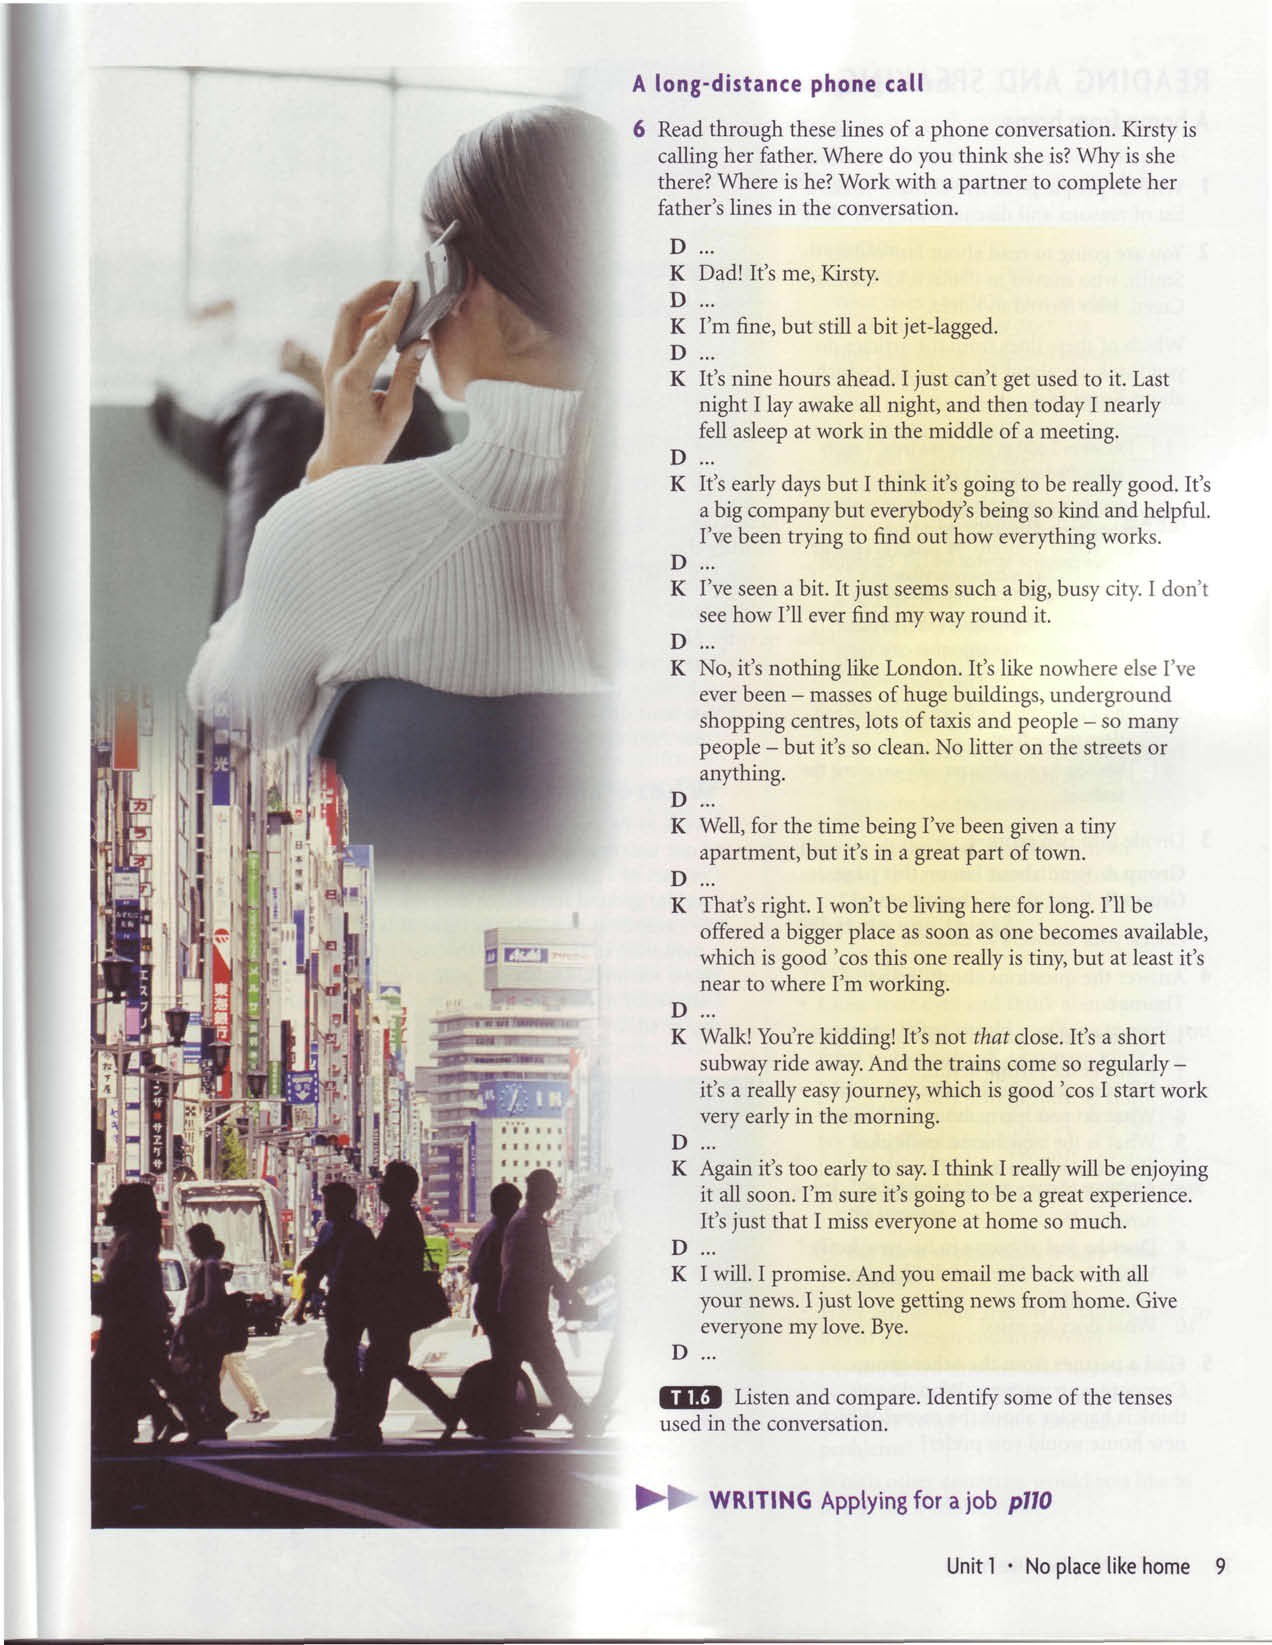 A long-distance phone call
6 Read through these lines of a phone conversation. Kirsty is
calling her father. Where do you think she is? Why is she
there? Where is he? Work with a partner to complete her
father's lines in the conversation.
D ...
K Dad! It's me, Kirsty.
D ...
K I'm fine, but still a bit jet-lagged.
D ...
K It's nine hours ahead. I just can't get used to it. Last
night I lay awake all night, and then today I nearly
fell asleep at work in the middle of a meeting.
D ...
K It's early days but I think it's going to be really good. It's
a big company but everybody's being so kind and helpful.
I've been trying to find out how everything works.
D ...
K I've seen a bit. It just seems such a big, busy city. I don't
see how I'll ever find my way round it.
D ...
K No, it's nothing like London. It's like nowhere else I've
ever been – masses of huge buildings, underground
shopping centres, lots of taxis and people – so many
people – but it's so clean. No litter on the streets or
anything.
D ...
K Well, for the time being I've been given a tiny
apartment, but it's in a great part of town.
D ...
K That's right. I won't be living here for long. I'll be
offered a bigger place as soon as one becomes available,
which is good 'cos this one really is tiny, but at least it's
near to where I'm working.
D ...
K Walk! You're kidding! It's not that close. It's a short
subway ride away. And the trains come so regularly –
it's a really easy journey, which is good 'cos I start work
very early in the morning.
D ...
K Again it's too early to say. I think I really will be enjoying
it all soon. I'm sure it's going to be a great experience.
It's just that I miss everyone at home so much.
D ...
K I will. I promise. And you email me back with all
your news. I just love getting news from home. Give
everyone my love. Bye.
D ...
T 1.6 Listen and compare. Identify some of the tenses
used in the conversation.
WRITING Applying for a job p110
Unit 1 • No place like home 9
光
カラオケ
Asahi